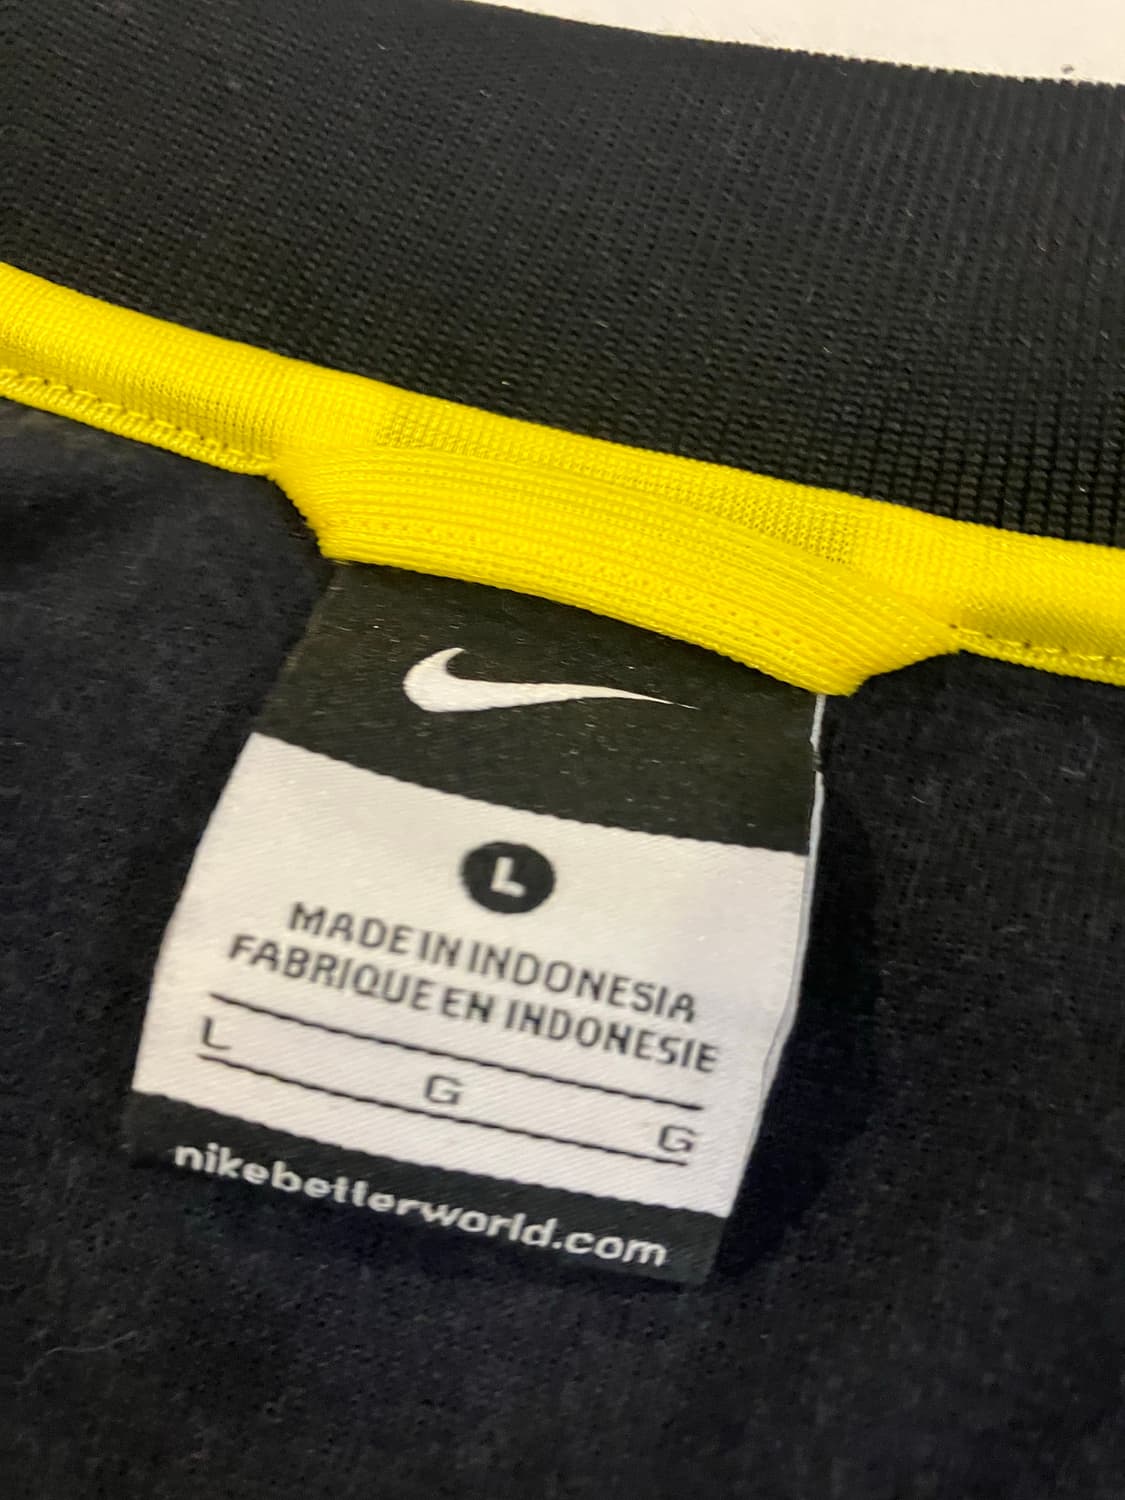 L
MADE IN INDONESIA
FABRIQUE EN INDONESIE
L G G
nikebetterworld.com